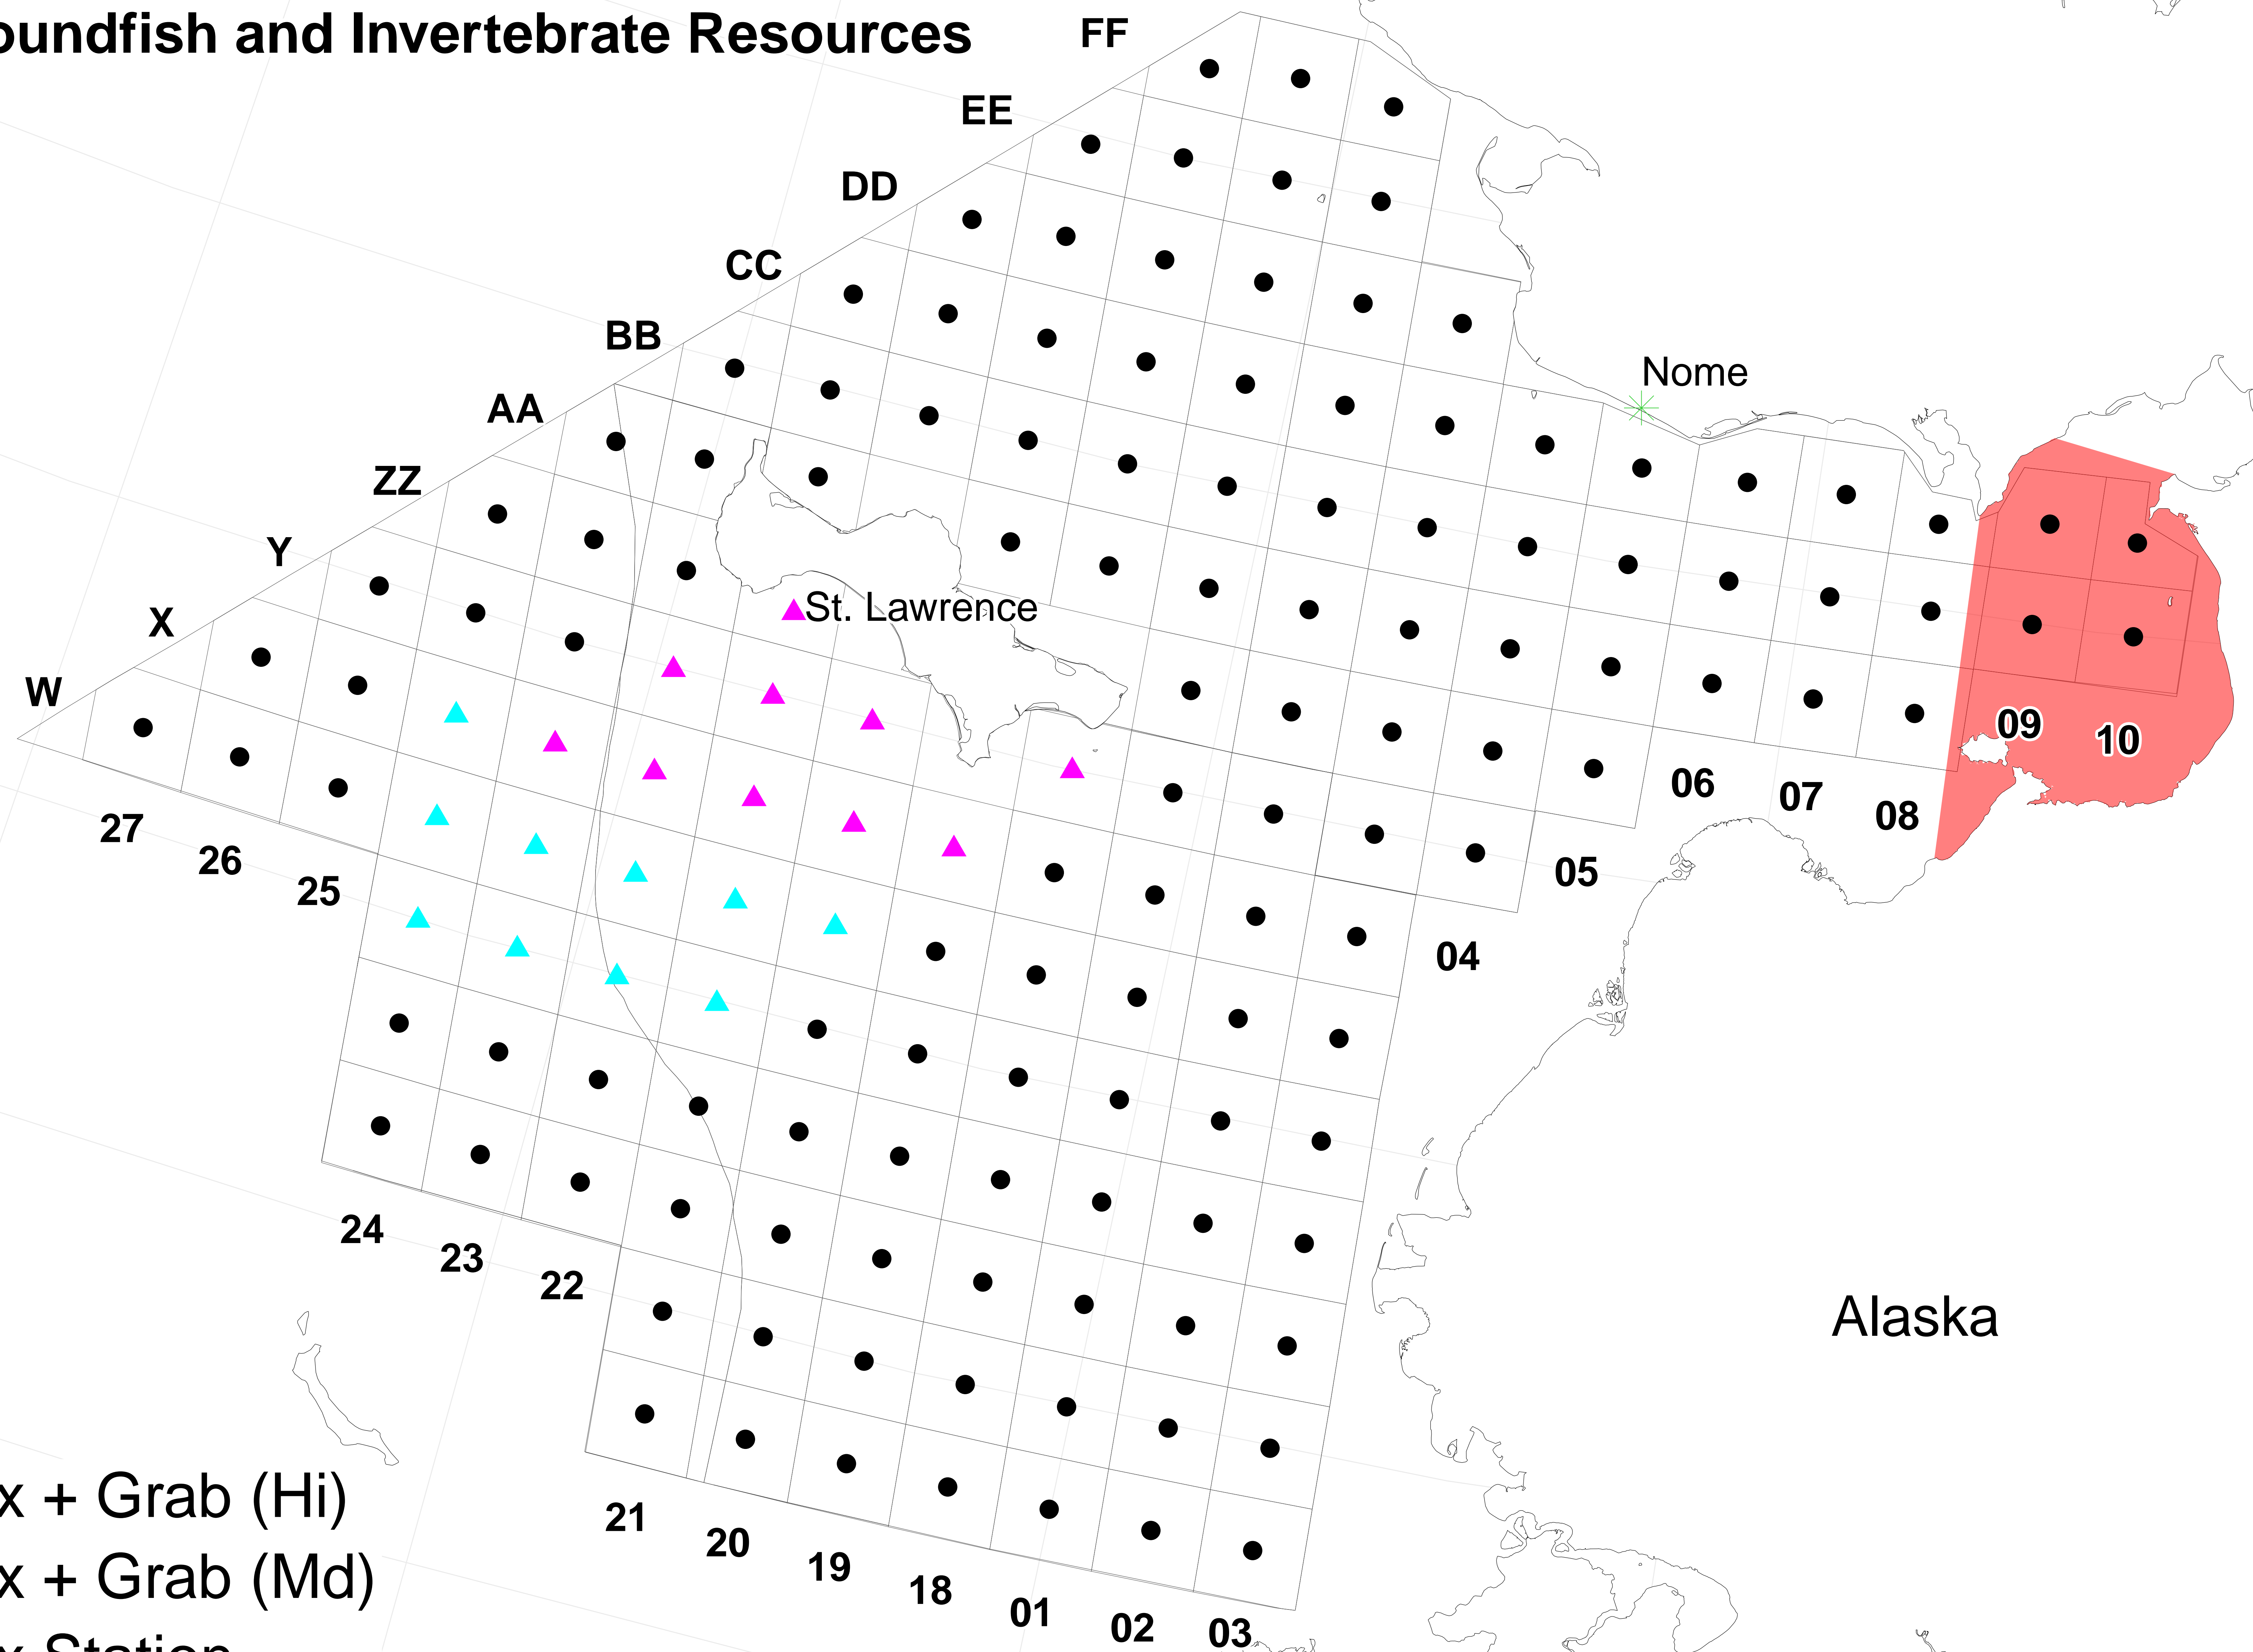 oundfish and Invertebrate Resources
FF
EE
DD
CC
BB
AA
ZZ
Y
X
W
Nome
St. Lawrence
27
26
25
24
23
22
21
20
19
18
01
02
03
04
05
06
07
08
09
10
Alaska
x + Grab (Hi)
x + Grab (Md)
x Station